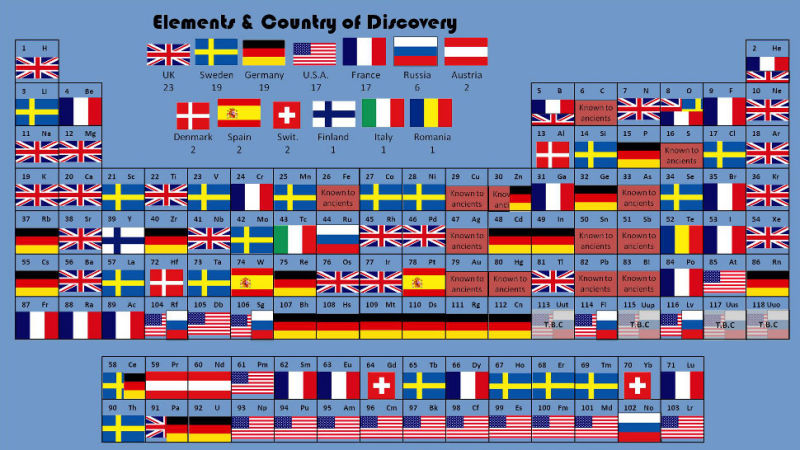 Elements & Country of Discovery
UK Sweden Germany U.S.A. France Russia Austria
23 19 19 17 17 6 2
Denmark Spain Swit. Finland Italy Romania
2 2 2 1 1 1
1 H 2 He
3 Li 4 Be 5 B 6 C 7 N 8 O 9 F 10 Ne
Known to
ancients
11 Na 12 Mg 13 Al 14 Si 15 P 16 S 17 Cl 18 Ar
Known to
ancients
19 K 20 Ca 21 Sc 22 Ti 23 V 24 Cr 25 Mn 26 Fe 27 Co 28 Ni 29 Cu 30 Zn 31 Ga 32 Ge 33 As 34 Se 35 Br 36 Kr
Known to Known to Known to
ancients ancients ancients
37 Rb 38 Sr 39 Y 40 Zr 41 Nb 42 Mo 43 Tc 44 Ru 45 Rh 46 Pd 47 Ag 48 Cd 49 In 50 Sn 51 Sb 52 Te 53 I 54 Xe
Known to Known to Known to
ancients ancients ancients
55 Cs 56 Ba 57 La 72 Hf 73 Ta 74 W 75 Re 76 Os 77 Ir 78 Pt 79 Au 80 Hg 81 Tl 82 Pb 83 Bi 84 Po 85 At 86 Rn
Known to Known to Known to Known to
ancients ancients ancients ancients
87 Fr 88 Ra 89 Ac 104 Rf 105 Db 106 Sg 107 Bh 108 Hs 109 Mt 110 Ds 111 Rg 112 Cn 113 Uut 114 Fl 115 Uup 116 Lv 117 Uus 118 Uuo
T.B.C T.B.C T.B.C T.B.C
58 Ce 59 Pr 60 Nd 61 Pm 62 Sm 63 Eu 64 Gd 65 Tb 66 Dy 67 Ho 68 Er 69 Tm 70 Yb 71 Lu
90 Th 91 Pa 92 U 93 Np 94 Pu 95 Am 96 Cm 97 Bk 98 Cf 99 Es 100 Fm 101 Md 102 No 103 Lr